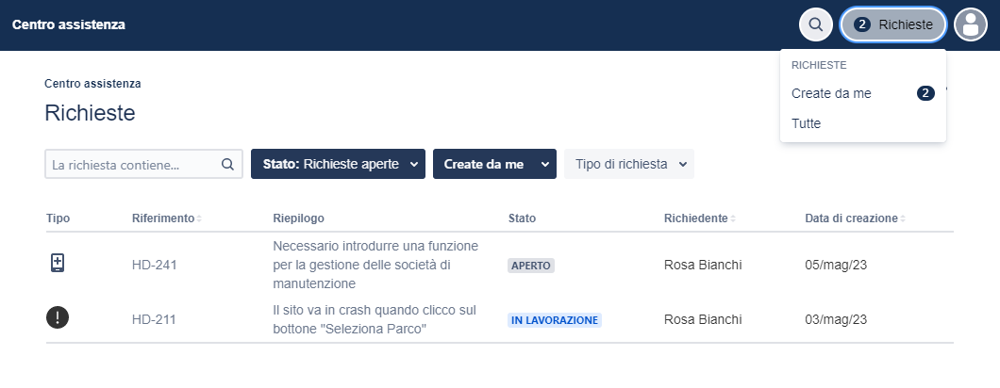 Centro assistenza
2 Richieste
RICHIESTE
Create da me 2
Tutte
Centro assistenza
Richieste
La richiesta contiene...
Stato: Richieste aperte
Create da me
Tipo di richiesta
Tipo Riferimento Riepilogo Stato Richiedente Data di creazione
Necessario introdurre una funzione
HD-241 per la gestione delle società di APERTO Rosa Bianchi 05/mag/23
manutenzione
Il sito va in crash quando clicco sul
HD-211 bottone "Seleziona Parco" IN LAVORAZIONE Rosa Bianchi 03/mag/23